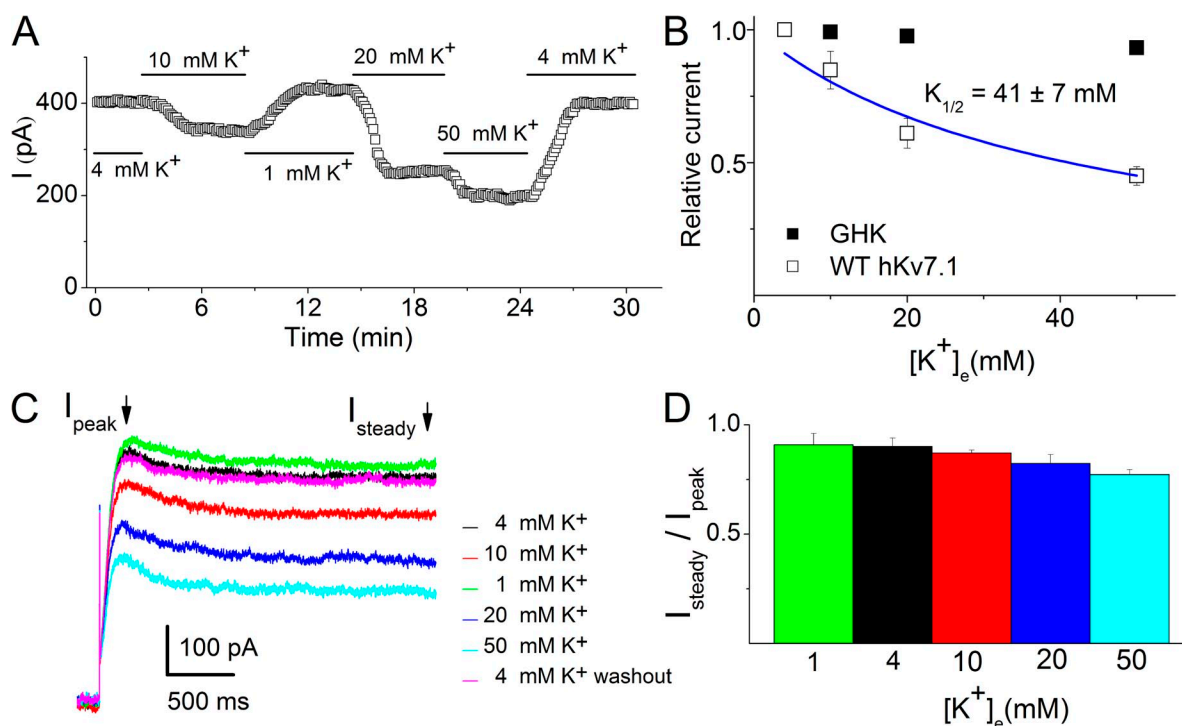 A
10 mM K+
20 mM K+
4 mM K+
400
50 mM K+
4 mM K+
1 mM K+
200
0
I (pA)
0 6 12 18 24 30
Time (min)
B
1.0
K1/2 = 41 ± 7 mM
0.5
GHK
WT hKv7.1
Relative current
0 20 40
[K+]e(mM)
C
Ipeak
Isteady
4 mM K+
10 mM K+
1 mM K+
20 mM K+
50 mM K+
4 mM K+ washout
100 pA
500 ms
D
1.0
0.5
Isteady / Ipeak
1 4 10 20 50
[K+]e(mM)